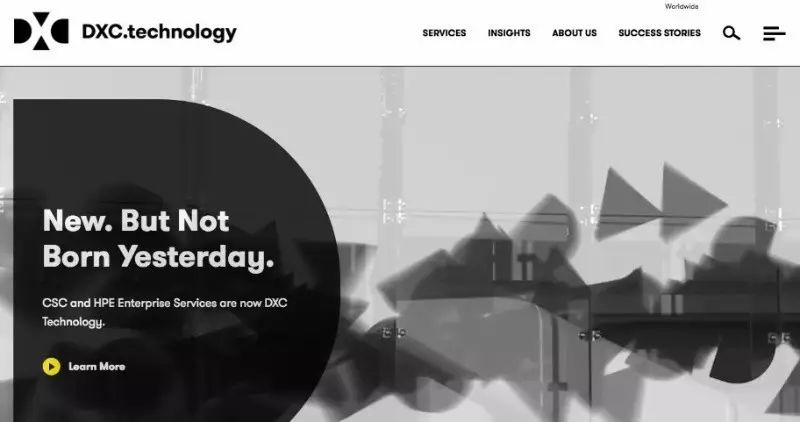 Worldwide
DXC DXC.technology
SERVICES INSIGHTS ABOUT US SUCCESS STORIES
New. But Not
Born Yesterday.
CSC and HPE Enterprise Services are now DXC
Technology.
Learn More